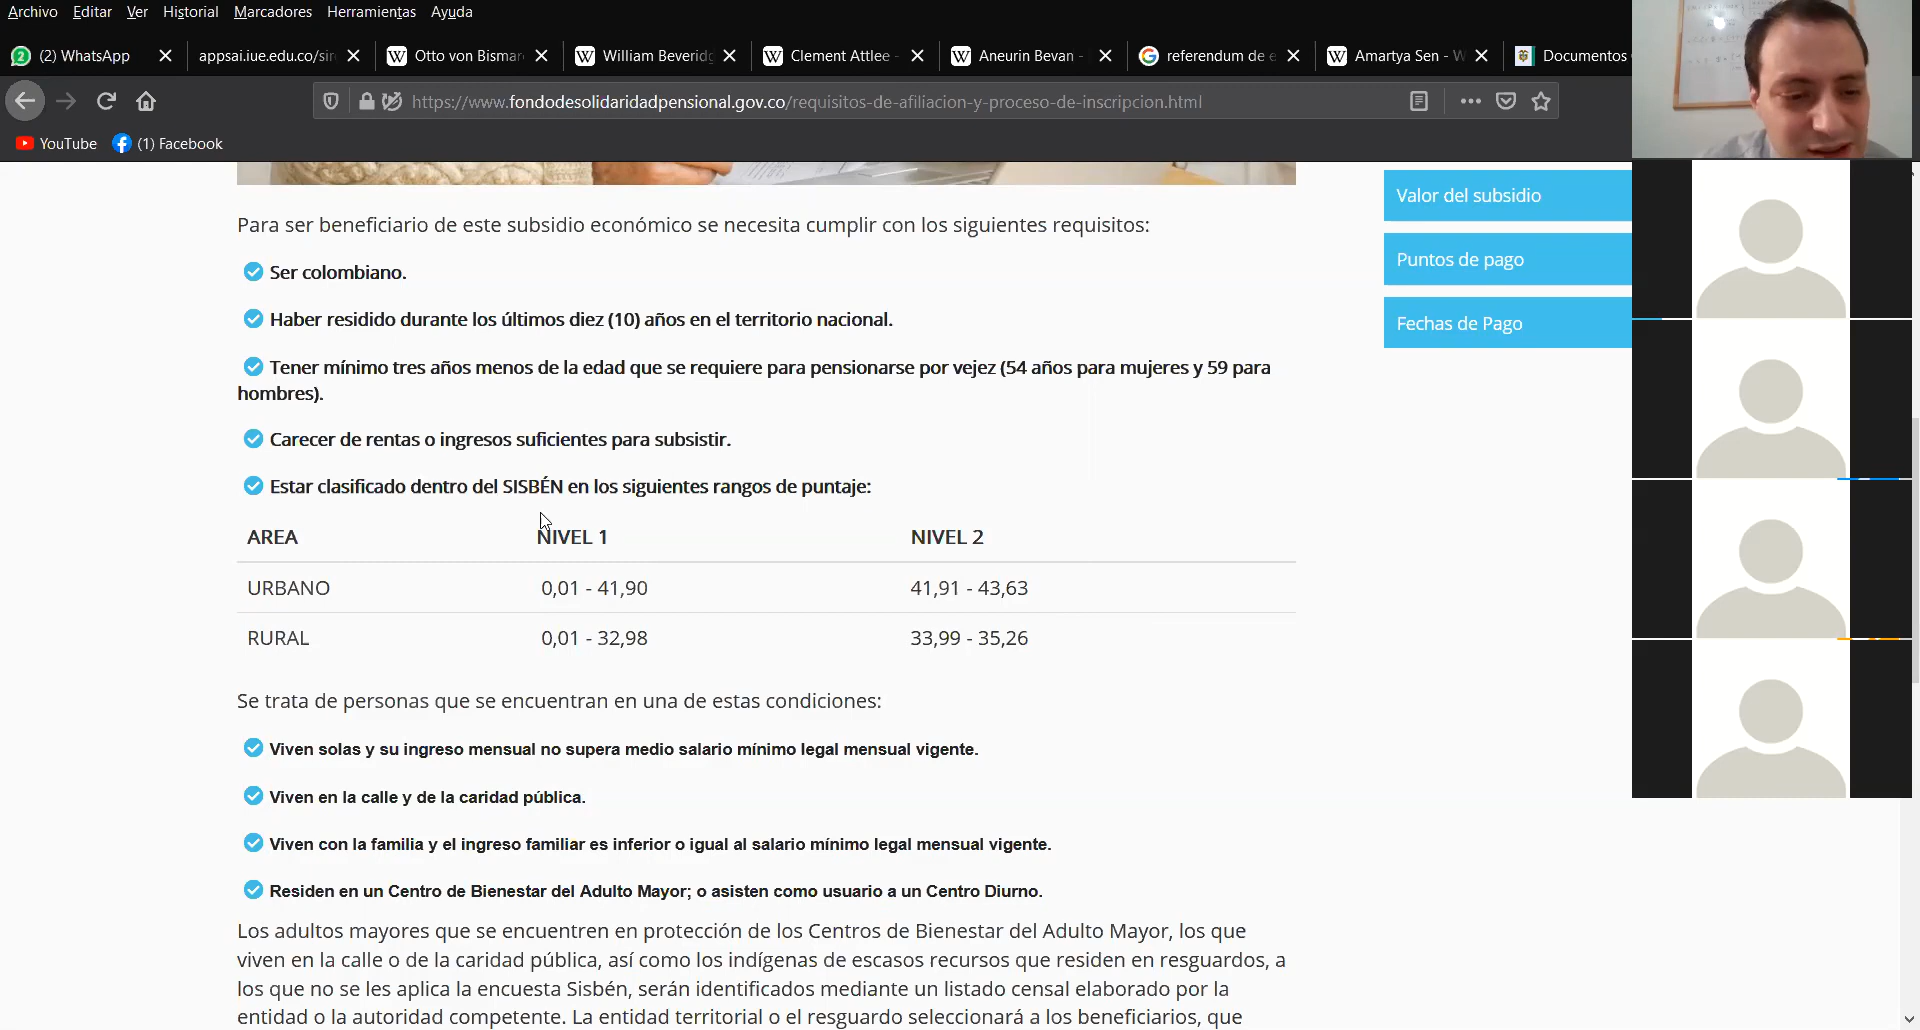 Archivo Editar Ver Historial Marcadores Herramientas Ayuda
(2) WhatsApp appsai.iue.edu.co/sir Otto von Bismar William Beveridg Clement Attlee - Aneurin Bevan - referendum de e Amartya Sen - W Documentos
https://www.fondodesolidaridadpensional.gov.co/requisitos-de-afiliacion-y-proceso-de-inscripcion.html
YouTube (1) Facebook
Valor del subsidio
Puntos de pago
Fechas de Pago
Para ser beneficiario de este subsidio económico se necesita cumplir con los siguientes requisitos:
Ser colombiano.
Haber residido durante los últimos diez (10) años en el territorio nacional.
Tener mínimo tres años menos de la edad que se requiere para pensionarse por vejez (54 años para mujeres y 59 para
hombres).
Carecer de rentas o ingresos suficientes para subsistir.
Estar clasificado dentro del SISBÉN en los siguientes rangos de puntaje:
AREA NIVEL 1 NIVEL 2
URBANO 0,01 - 41,90 41,91 - 43,63
RURAL 0,01 - 32,98 33,99 - 35,26
Se trata de personas que se encuentran en una de estas condiciones:
Viven solas y su ingreso mensual no supera medio salario mínimo legal mensual vigente.
Viven en la calle y de la caridad pública.
Viven con la familia y el ingreso familiar es inferior o igual al salario mínimo legal mensual vigente.
Residen en un Centro de Bienestar del Adulto Mayor; o asisten como usuario a un Centro Diurno.
Los adultos mayores que se encuentren en protección de los Centros de Bienestar del Adulto Mayor, los que
viven en la calle o de la caridad pública, así como los indígenas de escasos recursos que residen en resguardos, a
los que no se les aplica la encuesta Sisbén, serán identificados mediante un listado censal elaborado por la
entidad o la autoridad competente. La entidad territorial o el resguardo seleccionará a los beneficiarios, que